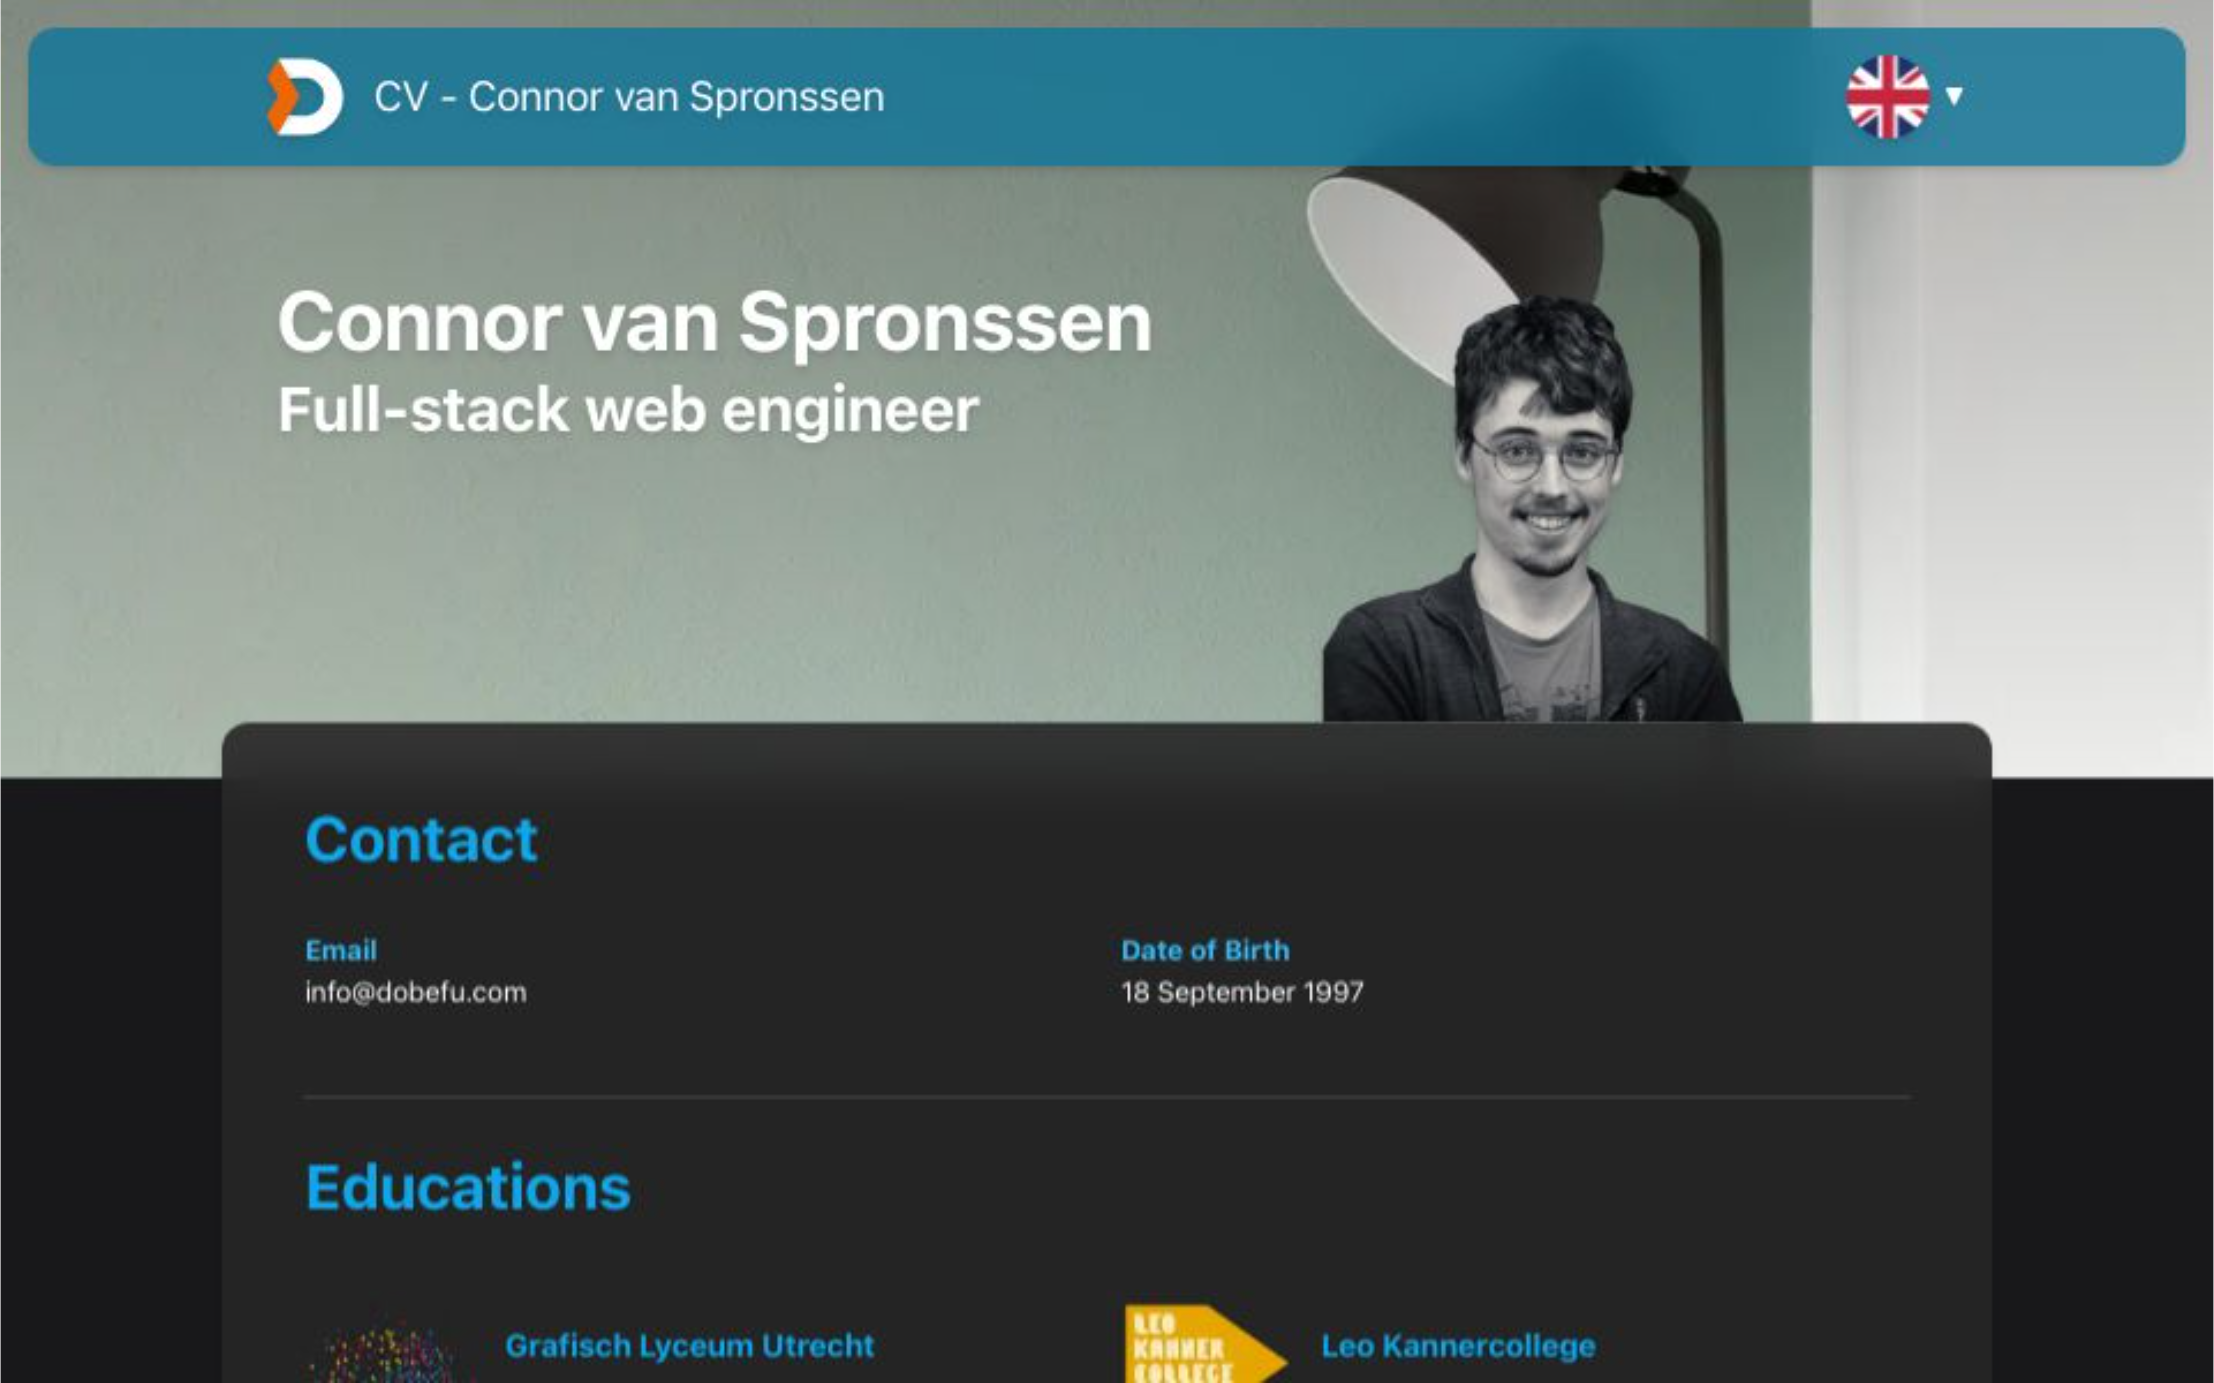 CV - Connor van Spronssen
Connor van Spronssen
Full-stack web engineer
Contact
Email
info@dobefu.com
Date of Birth
18 September 1997
Educations
Grafisch Lyceum Utrecht
LEO
KANNER
COLLEGE
Leo Kannercollege